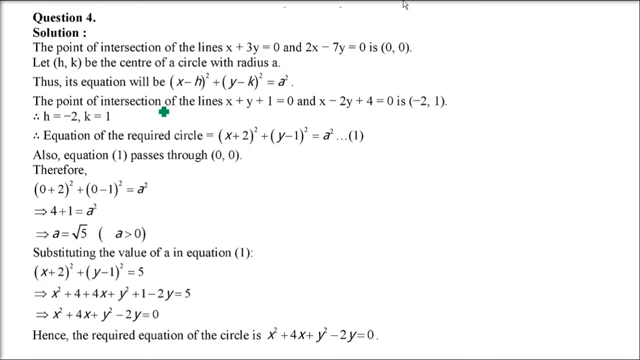 Question 4.
Solution :
The point of intersection of the lines x + 3y = 0 and 2x − 7y = 0 is (0, 0).
Let (h, k) be the centre of a circle with radius a.
Thus, its equation will be (x−h)² + (y−k)² = a².
The point of intersection of the lines x + y + 1 = 0 and x − 2y + 4 = 0 is (−2, 1).
∴ h = −2, k = 1
∴ Equation of the required circle = (x+2)² + (y−1)² = a² …(1)
Also, equation (1) passes through (0, 0).
Therefore,
(0+2)² + (0−1)² = a²
⇒ 4+1 = a²
⇒ a = √5 ( a>0)
Substituting the value of a in equation (1):
(x+2)² + (y−1)² = 5
⇒ x² + 4 + 4x + y² + 1 − 2y = 5
⇒ x² + 4x + y² − 2y = 0
Hence, the required equation of the circle is x² + 4x + y² − 2y = 0 .